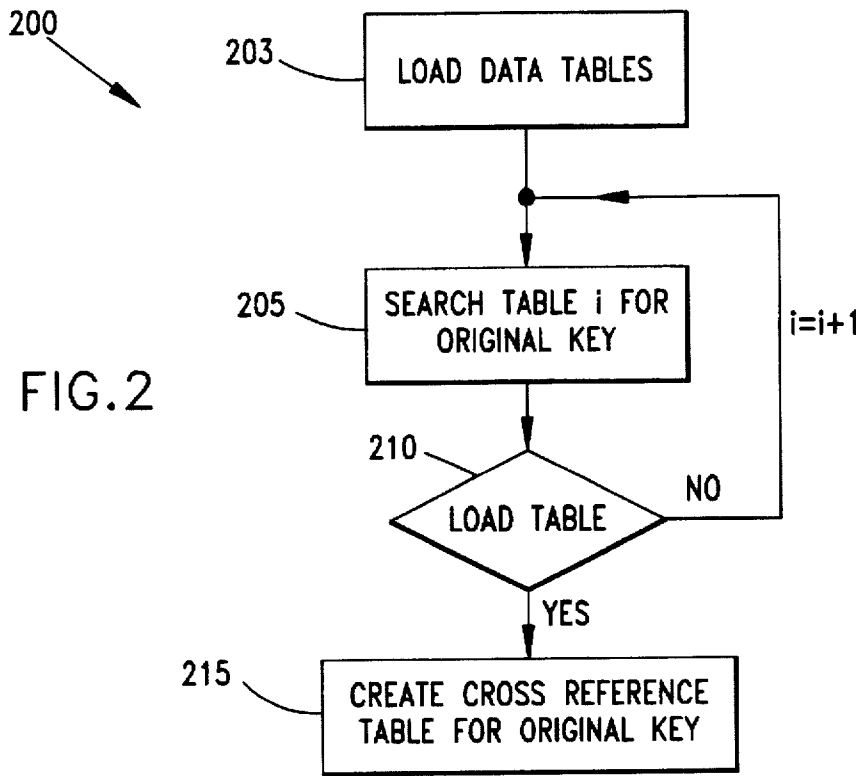 200
203
LOAD DATA TABLES
205
SEARCH TABLE i FOR
ORIGINAL KEY
i=i+1
FIG.2
210
LOAD TABLE
NO
YES
215
CREATE CROSS REFERENCE
TABLE FOR ORIGINAL KEY